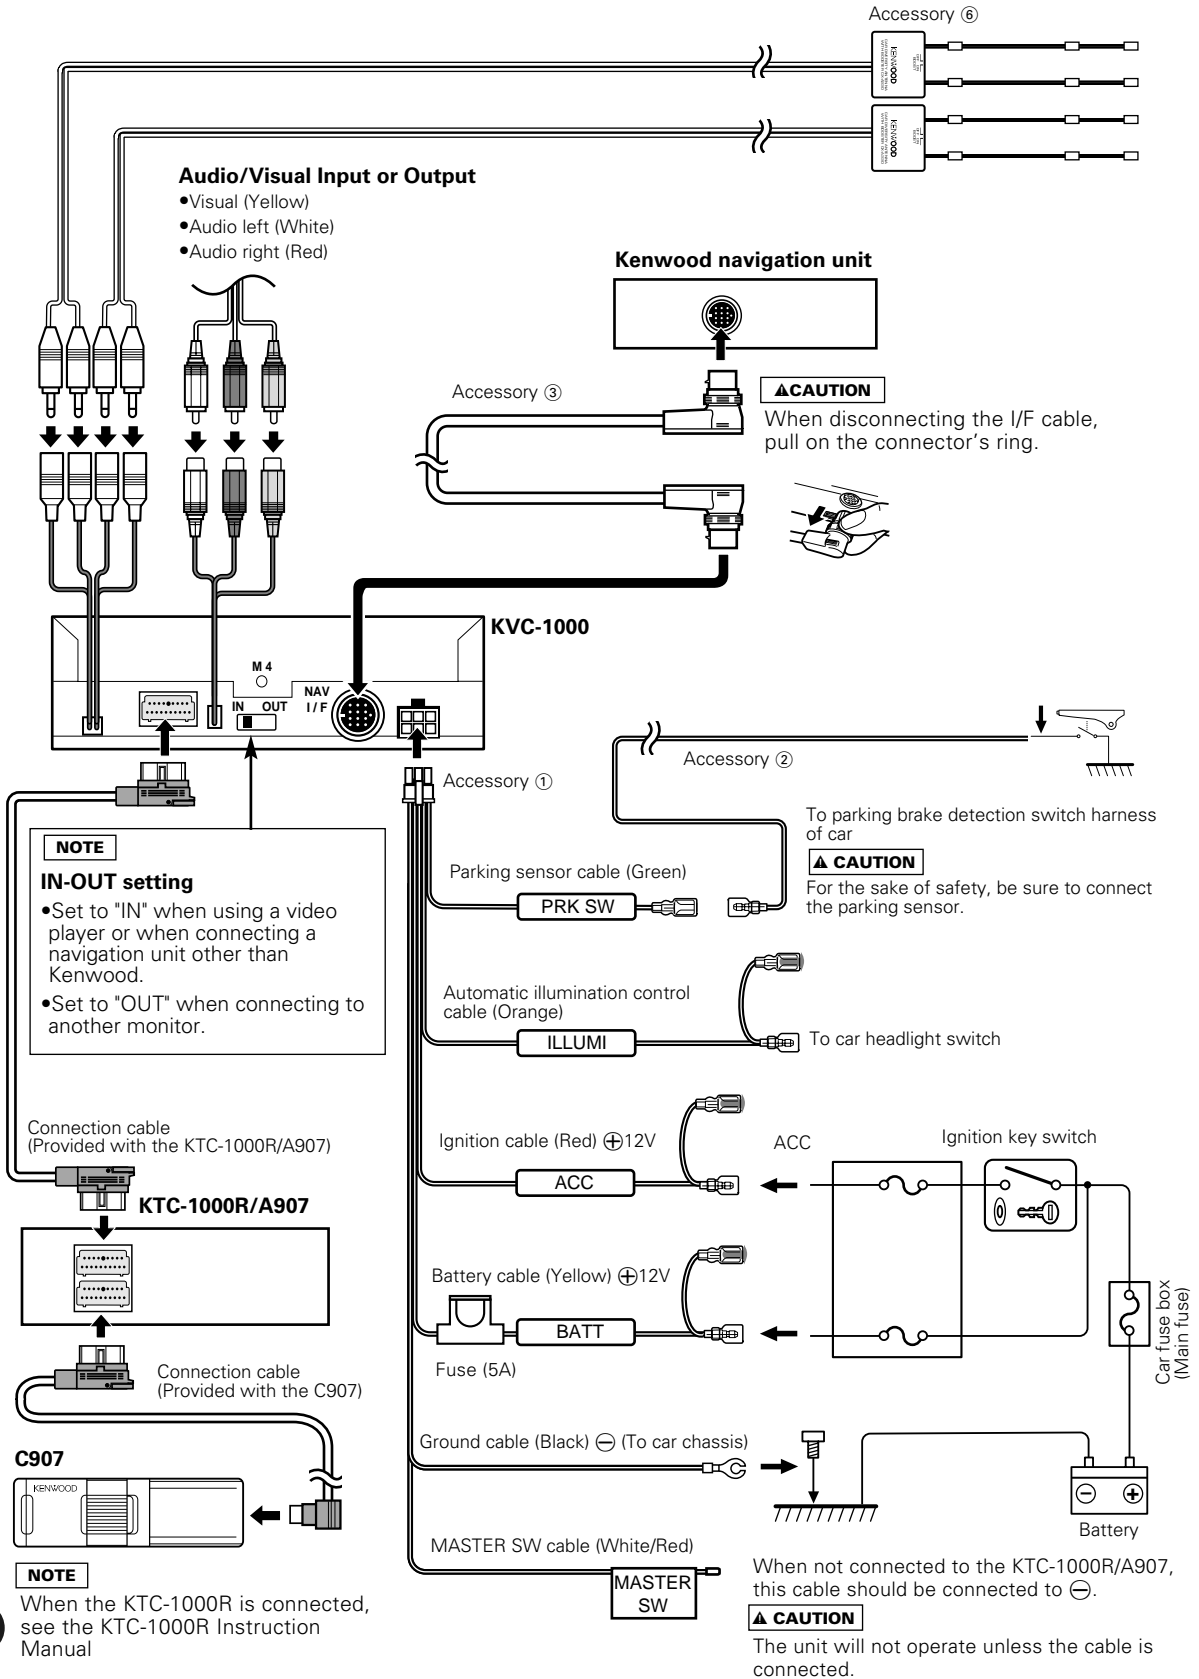 Accessory ⑥
KENWOOD
KENWOOD
Audio/Visual Input or Output
●Visual (Yellow)
●Audio left (White)
●Audio right (Red)
Kenwood navigation unit
Accessory ③
CAUTION
When disconnecting the I/F cable,
pull on the connector's ring.
KVC-1000
M 4
NAV
I / F
IN OUT
Accessory ①
Accessory ②
To parking brake detection switch harness
of car
CAUTION
For the sake of safety, be sure to connect
the parking sensor.
NOTE
IN-OUT setting
●Set to "IN" when using a video
player or when connecting a
navigation unit other than
Kenwood.
●Set to "OUT" when connecting to
another monitor.
Parking sensor cable (Green)
PRK SW
Automatic illumination control
cable (Orange)
ILLUMI
To car headlight switch
Connection cable
(Provided with the KTC-1000R/A907)
KTC-1000R/A907
Ignition cable (Red) ⊕12V
ACC
ACC
Ignition key switch
Battery cable (Yellow) ⊕12V
BATT
Fuse (5A)
Car fuse box
(Main fuse)
Connection cable
(Provided with the C907)
C907
KENWOOD
Ground cable (Black) ⊖ (To car chassis)
⊖ ⊕
Battery
MASTER SW cable (White/Red)
MASTER
SW
When not connected to the KTC-1000R/A907,
this cable should be connected to ⊖.
CAUTION
The unit will not operate unless the cable is
connected.
NOTE
When the KTC-1000R is connected,
see the KTC-1000R Instruction
Manual